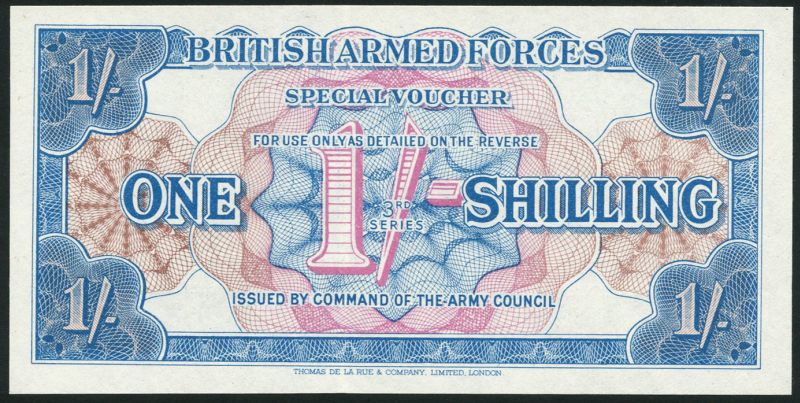 1/-
1/-
BRITISH ARMED FORCES
SPECIAL VOUCHER
FOR USE ONLY AS DETAILED ON THE REVERSE
ONE 1/- SHILLING
3RD
SERIES
ISSUED BY COMMAND OF THE ARMY COUNCIL
1/-
1/-
THOMAS DE LA RUE & COMPANY, LIMITED, LONDON